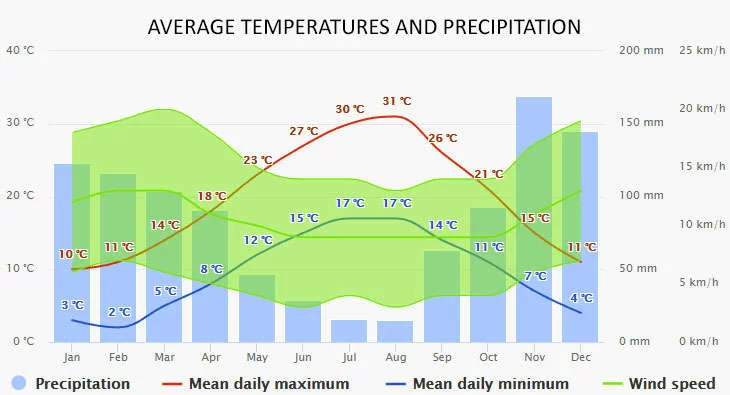 AVERAGE TEMPERATURES AND PRECIPITATION
40 °C 200 mm 25 km/h
31 °C
30 °C 20 km/h
27 °C
30 °C 26 °C 150 mm
23 °C
21 °C 15 km/h
18 °C 17 °C 17 °C
20 °C 100 mm
14 °C 15 °C 14 °C 15 °C
10 km/h
10 °C 11 °C 12 °C 11 °C 11 °C
10 °C 8 °C 7 °C 50 mm
5 km/h
3 °C 2 °C 5 °C 4 °C
0 °C 0 mm 0 km/h
Jan Feb Mar Apr May Jun Jul Aug Sep Oct Nov Dec
Precipitation Mean daily maximum Mean daily minimum Wind speed